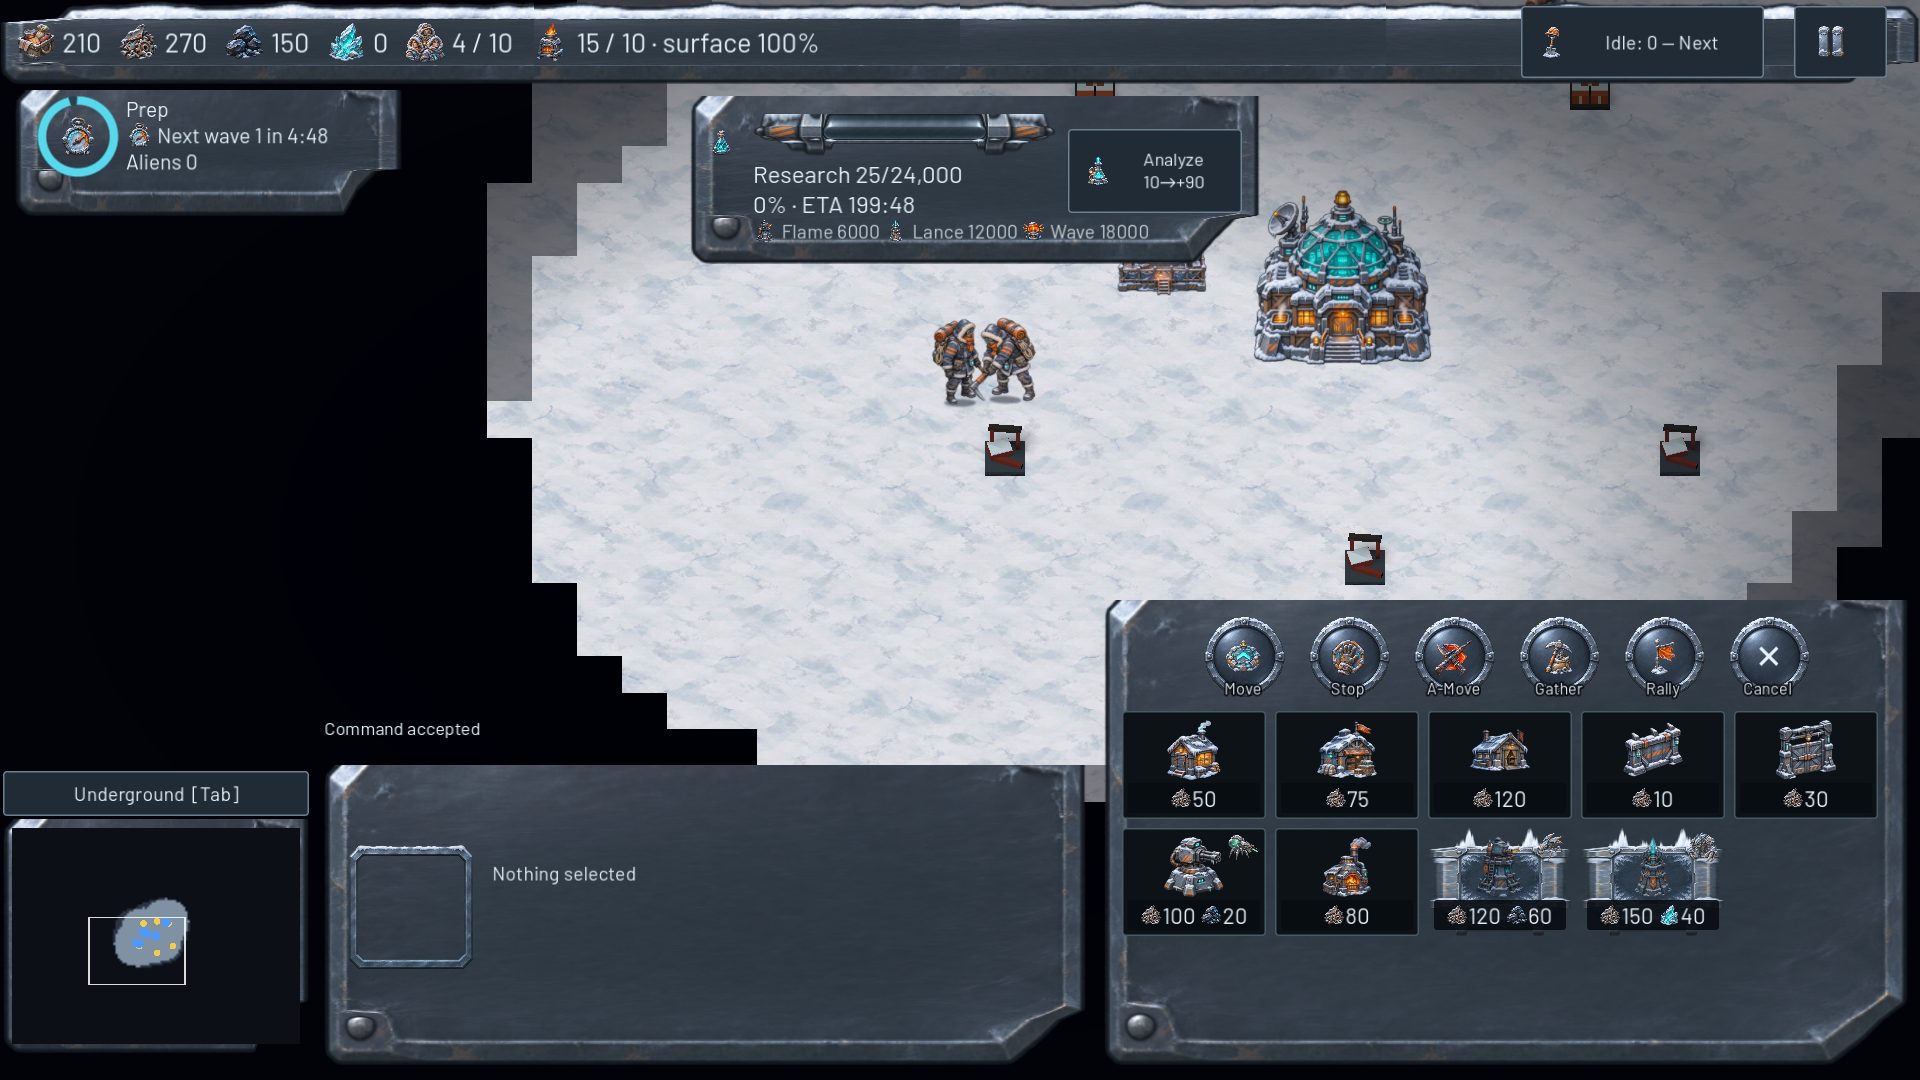 210 270 150 0 4 / 10 15 / 10 · surface 100%
Idle: 0 – Next
Prep
Next wave 1 in 4:48
Aliens 0
Research 25/24,000
0% · ETA 199:48
Flame 6000 Lance 12000 Wave 18000
Analyze
10→+90
Command accepted
Underground [Tab]
Nothing selected
Move Stop A-Move Gather Rally Cancel
50 75 120 10 30
100 20 80 120 60 150 40